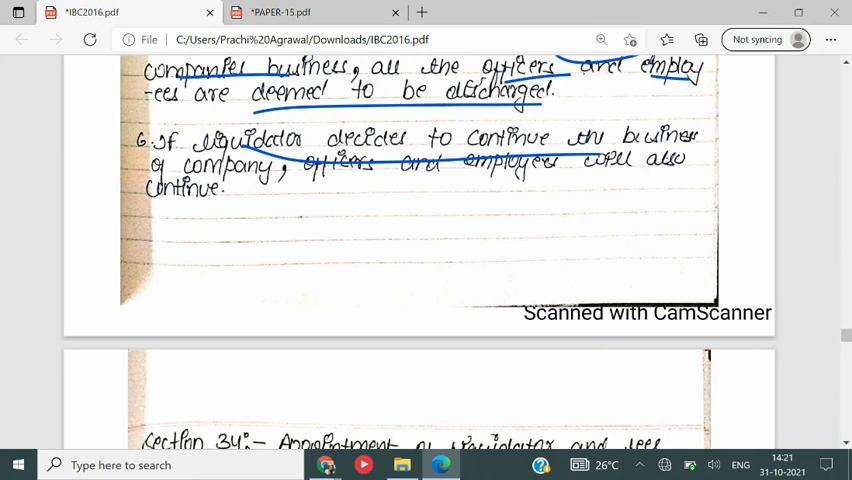 *IBC2016.pdf
*PAPER-15.pdf
File C:/Users/Prachi%20Agrawal/Downloads/IBC2016.pdf
Not syncing
companies business, all the officers and employ
-ees are deemed to be discharged.
6. If liquidator decides to continue the business
of company, officers and employees will also
continue.
Scanned with CamScanner
Section 34:- Appointment of liquidator and fees
Type here to search
26°C
ENG
14:21
31-10-2021